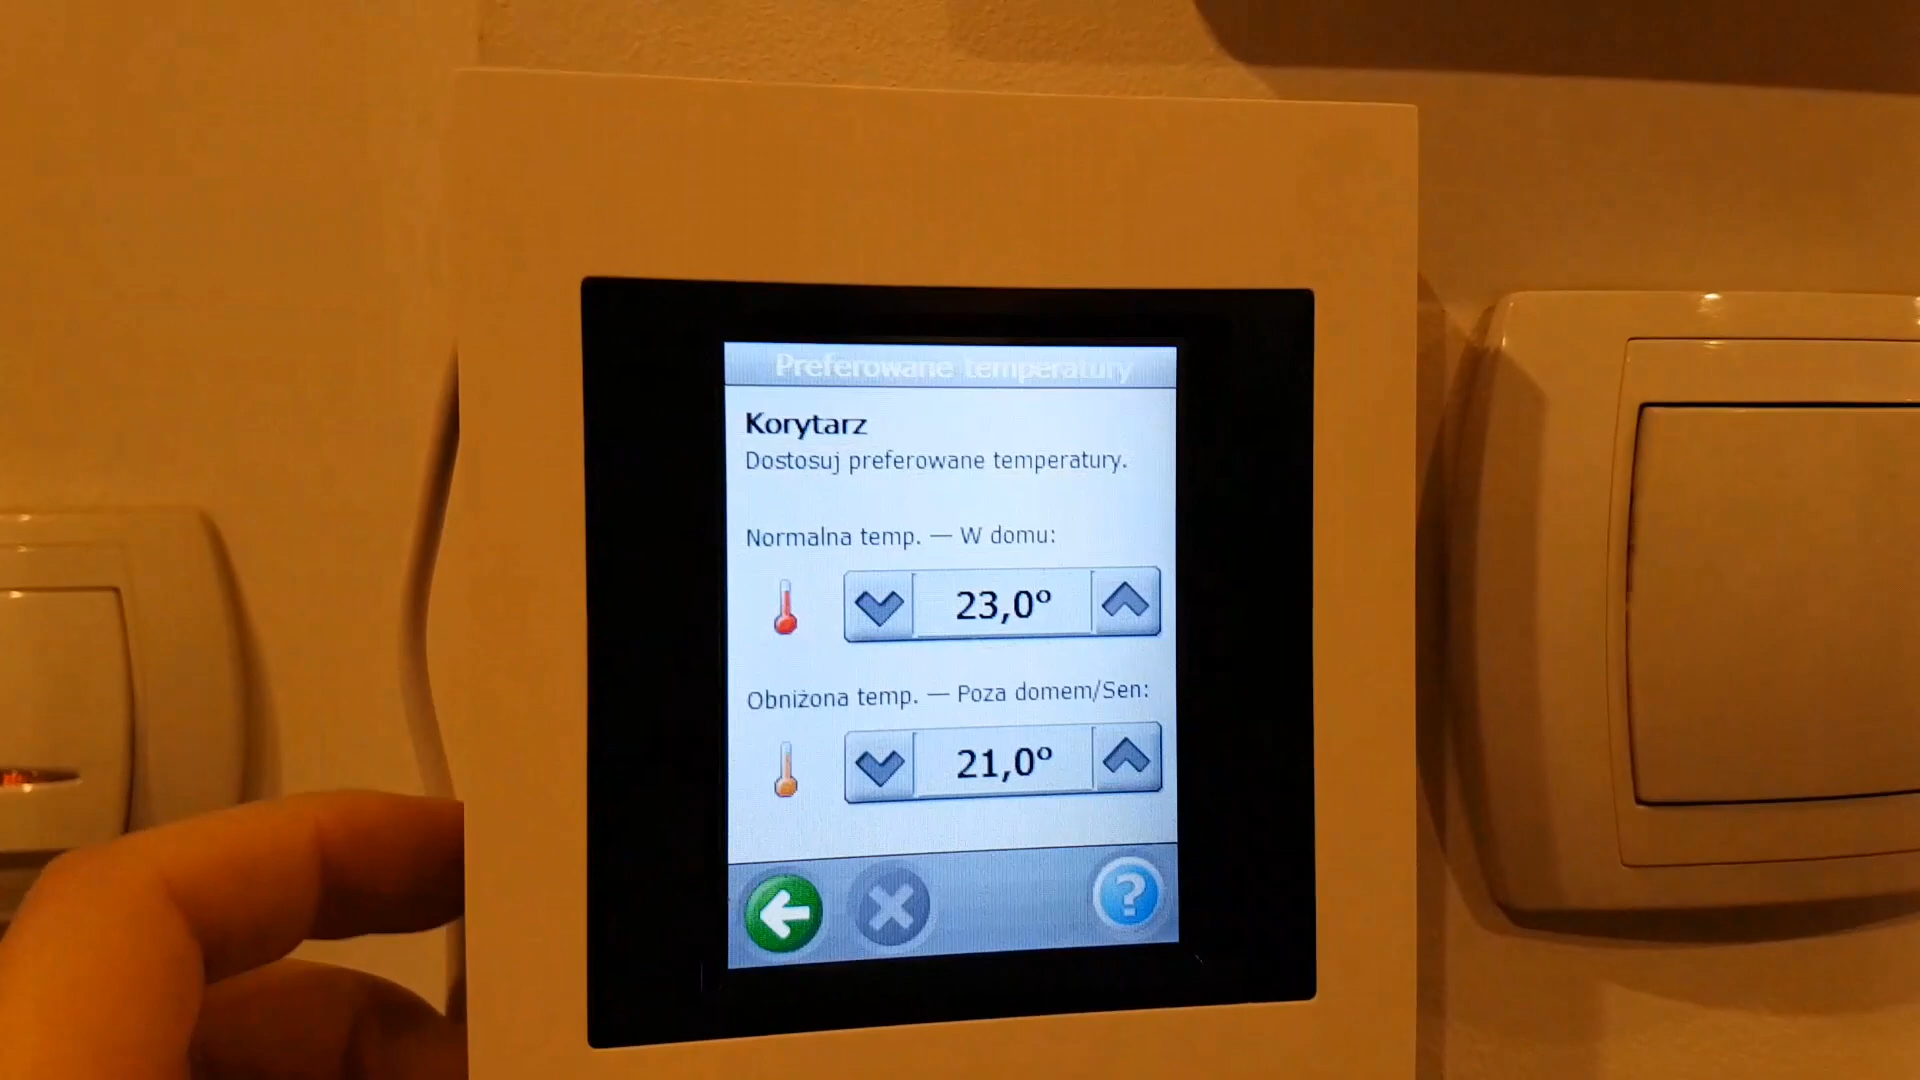 Preferowane temperatury
Korytarz
Dostosuj preferowane temperatury.
Normalna temp. — W domu:
23,0°
Obniżona temp. — Poza domem/Sen:
21,0°
?